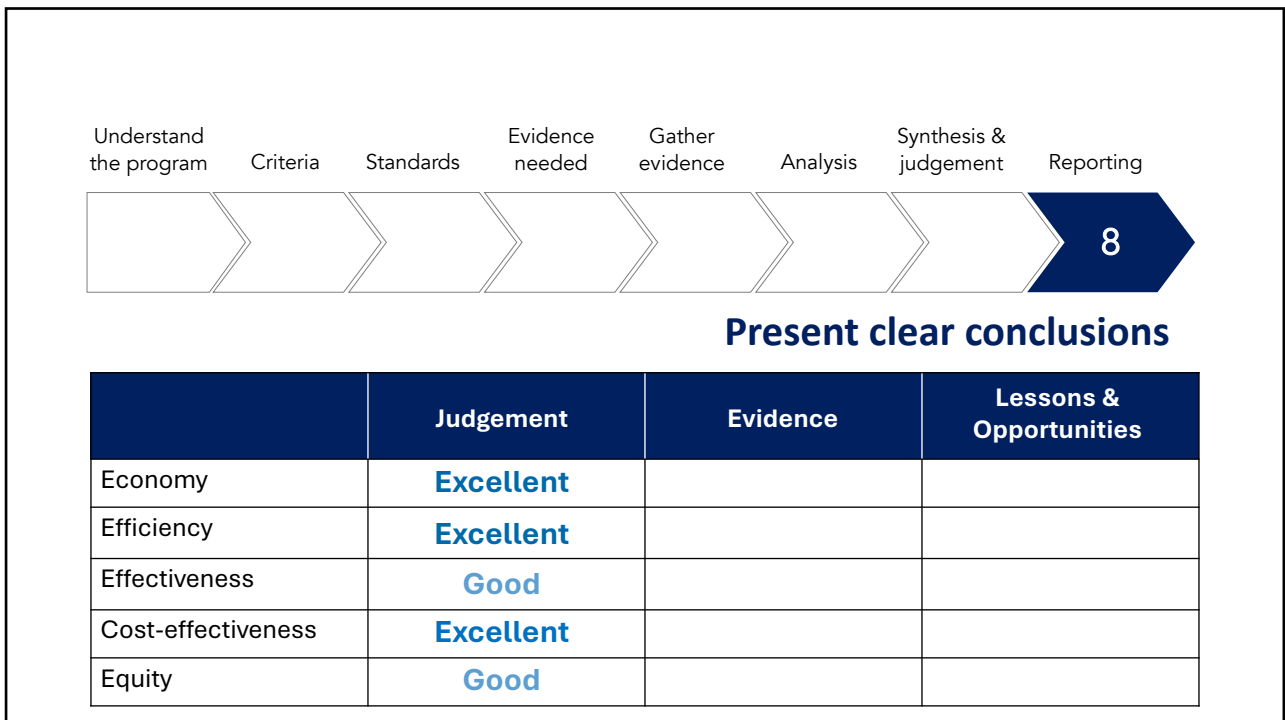 Understand
the program
Criteria
Standards
Evidence
needed
Gather
evidence
Analysis
Synthesis &
judgement
Reporting
8
Present clear conclusions
Judgement
Evidence
Lessons &
Opportunities
Economy
Excellent
Efficiency
Excellent
Effectiveness
Good
Cost-effectiveness
Excellent
Equity
Good